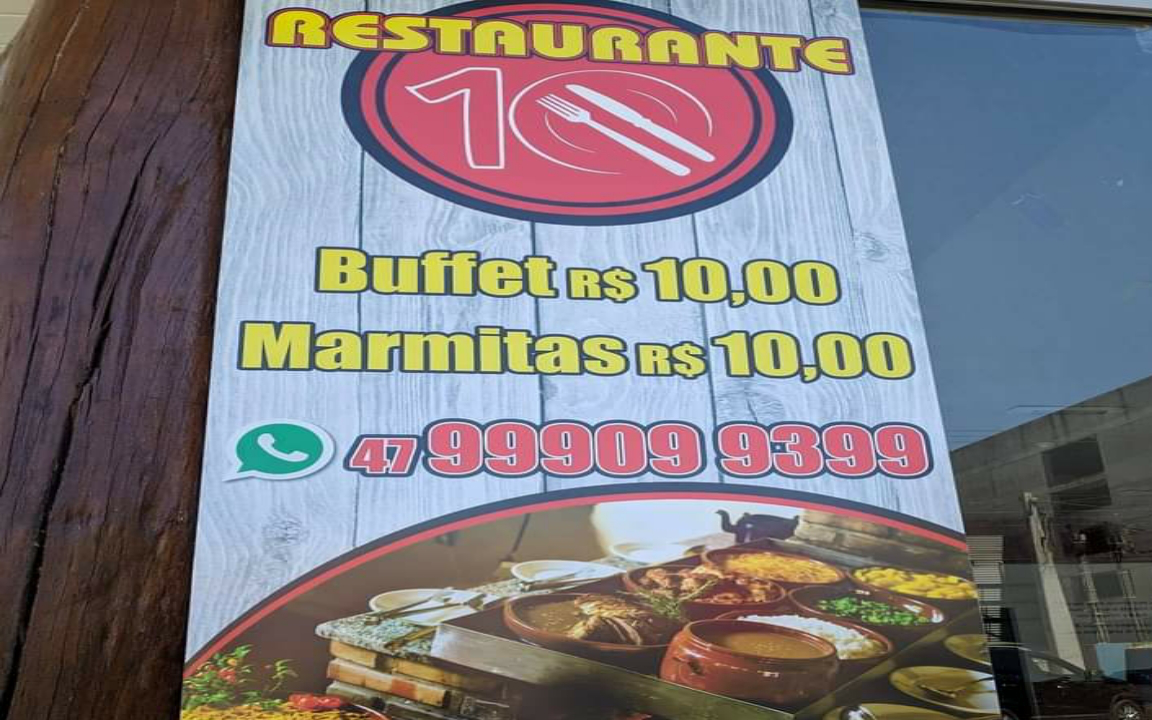 RESTAURANTE
10
Buffet R$ 10,00
Marmitas R$ 10,00
47 99909 9399